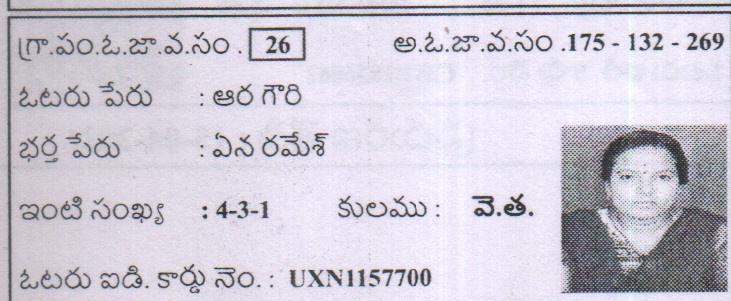 గ్రా.పం.ఓ.జా.వ.సం. 26 అ.ఓ.జా.వ.సం .175 - 132 - 269
ఓటరు పేరు : ఆర గౌరి
భర్త పేరు : ఏన రమేశ్
ఇంటి సంఖ్య : 4-3-1 కులము : వె.త.
ఓటరు ఐడి. కార్డు నెం. : UXN1157700